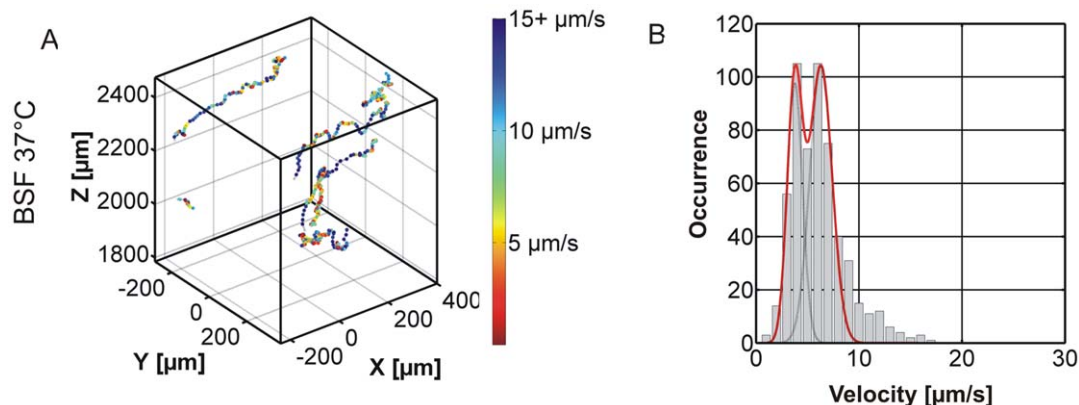 A
BSF 37°C
Z [µm]
2400
2200
2000
1800
-200
0
200
Y [µm]
-200
0
200
400
X [µm]
15+ µm/s
10 µm/s
5 µm/s
B
Occurrence
120
100
80
60
40
20
0
0
10
20
30
Velocity [µm/s]